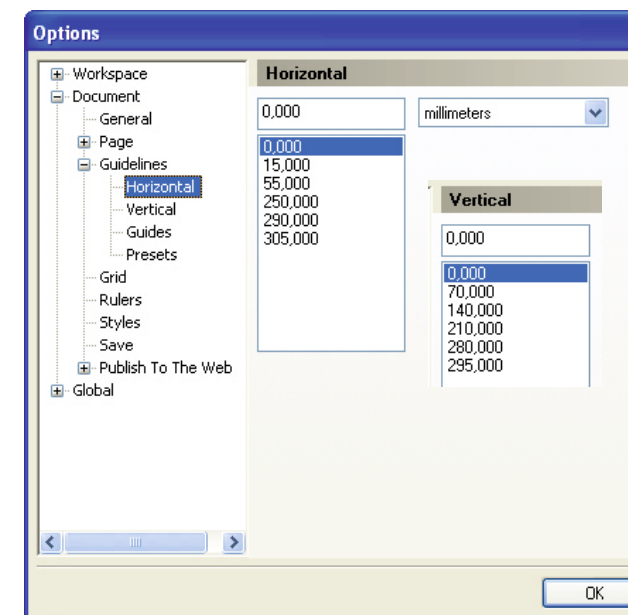 Options
Workspace
Document
General
Page
Guidelines
Horizontal
Vertical
Guides
Presets
Grid
Rulers
Styles
Save
Publish To The Web
Global
Horizontal
0,000
millimeters
0,000
15,000
55,000
250,000
290,000
305,000
Vertical
0,000
0,000
70,000
140,000
210,000
280,000
295,000
OK